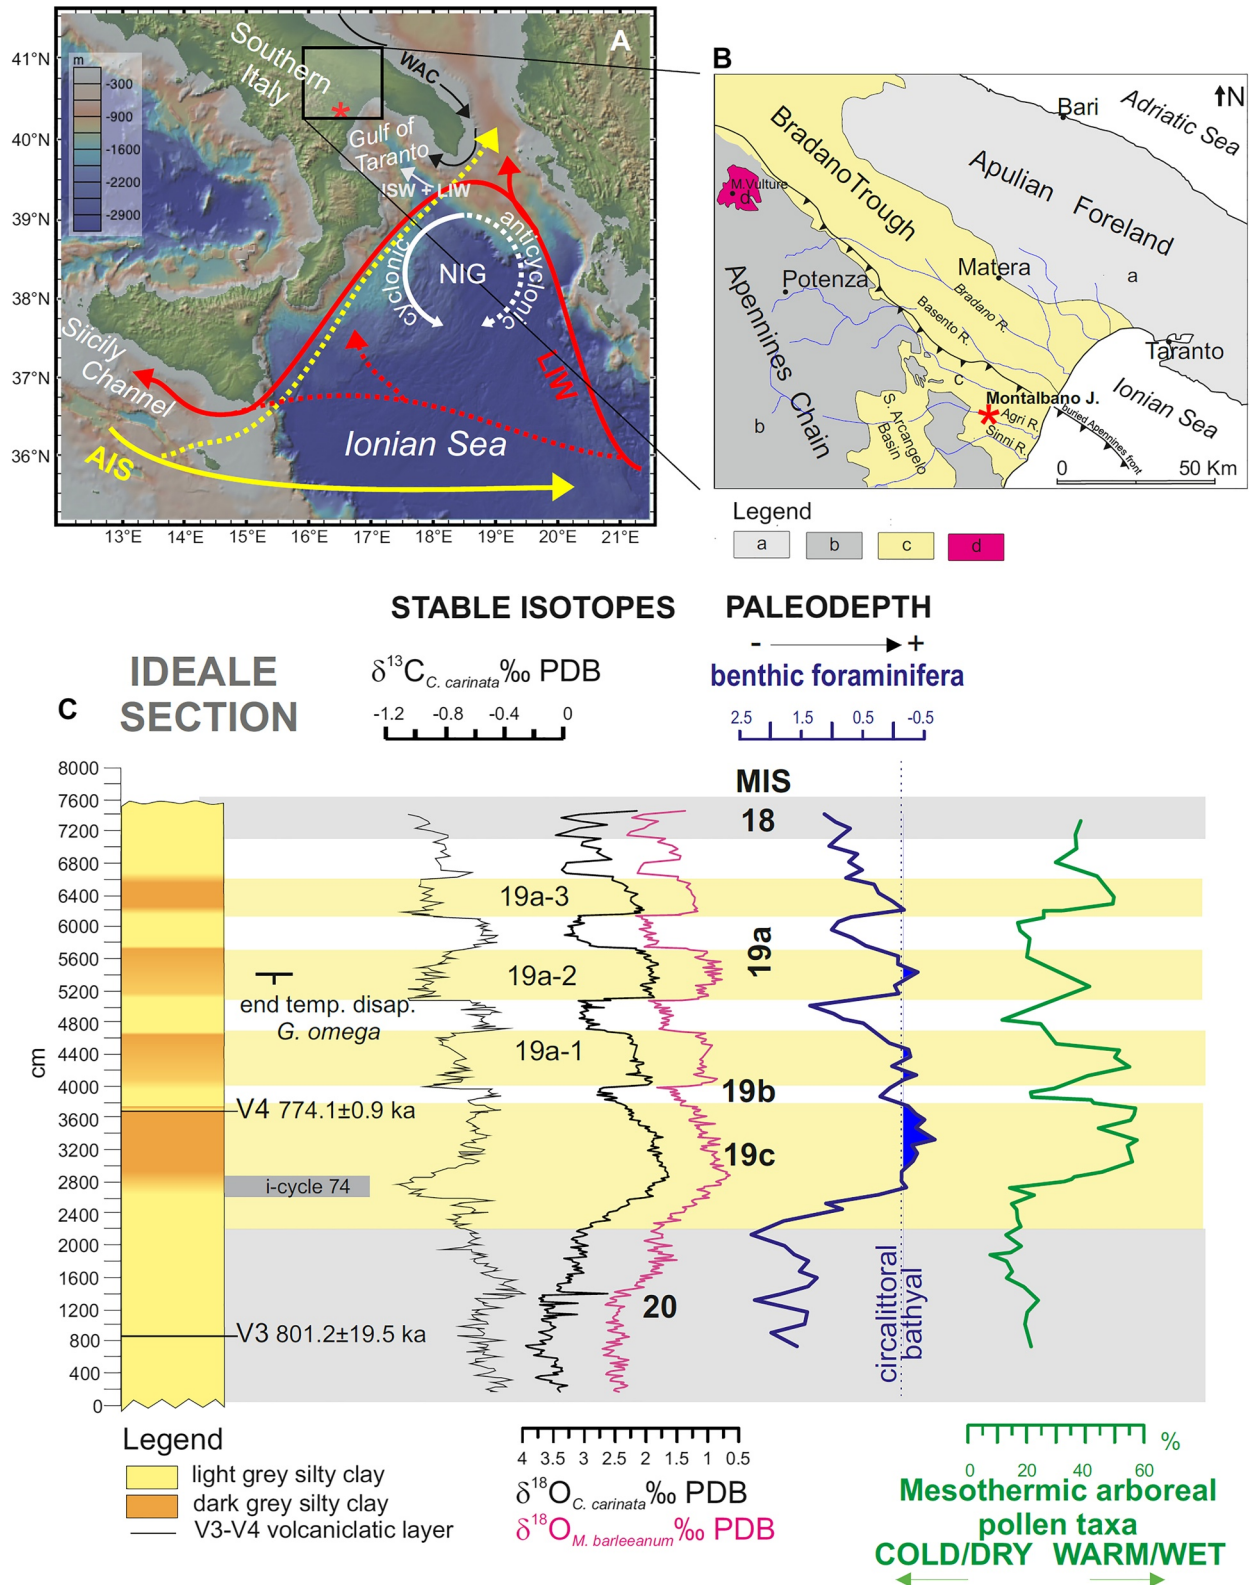 A
41°N
40°N
39°N
38°N
37°N
36°N
13°E 14°E 15°E 16°E 17°E 18°E 19°E 20°E 21°E
m
-300
-900
-1600
-2200
-2900
Southern
Italy
WAC
Gulf of
Taranto
ISW + LIW
cyclonic
NIG
anticyclonic
Siicily
Channel
LIW
Ionian Sea
AIS
B
N
Bari
Adriatic Sea
Bradano Trough
Apulian Foreland
M.Vulture
d
a
Potenza
Matera
Bradano R.
Basento R.
Apennines Chain
Taranto
c
Montalbano J.
Agri R.
Sinni R.
S. Arcangelo
Basin
b
Ionian Sea
buried Apennines front
0 50 Km
Legend
a b c d
C
IDEALE
SECTION
STABLE ISOTOPES
δ13C C. carinata‰ PDB
-1.2 -0.8 -0.4 0
PALEODEPTH
- +
benthic foraminifera
2.5 1.5 0.5 -0.5
MIS
cm
8000
7600
7200
6800
6400
6000
5600
5200
4800
4400
4000
3600
3200
2800
2400
2000
1600
1200
800
400
0
18
19a-3
19a
19a-2
end temp. disap.
G. omega
19a-1
19b
V4 774.1±0.9 ka
19c
i-cycle 74
20
V3 801.2±19.5 ka
circalittoral
bathyal
Legend
light grey silty clay
dark grey silty clay
V3-V4 volcaniclatic layer
4 3.5 3 2.5 2 1.5 1 0.5
δ18O C. carinata‰ PDB
δ18O M. barleeanum‰ PDB
%
0 20 40 60
Mesothermic arboreal
pollen taxa
COLD/DRY WARM/WET